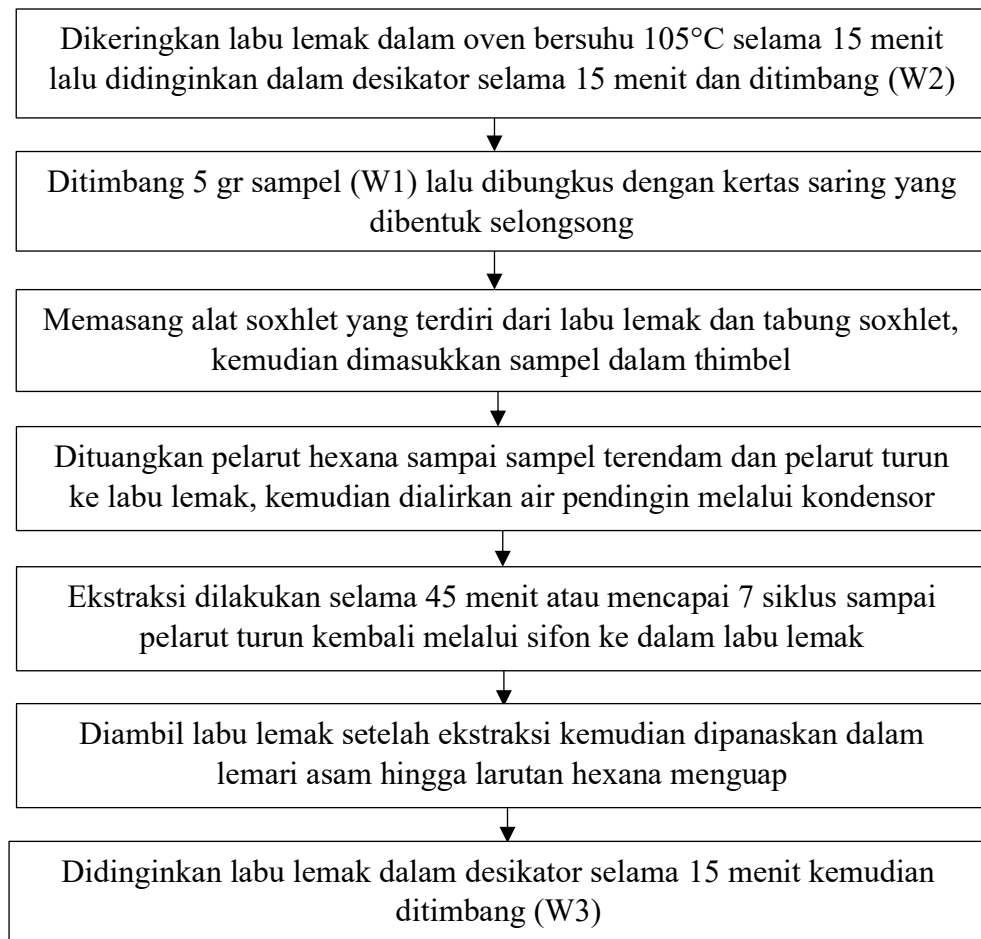 Dikeringkan labu lemak dalam oven bersuhu 105°C selama 15 menit
lalu didinginkan dalam desikator selama 15 menit dan ditimbang (W2)
Ditimbang 5 gr sampel (W1) lalu dibungkus dengan kertas saring yang
dibentuk selongsong
Memasang alat soxhlet yang terdiri dari labu lemak dan tabung soxhlet,
kemudian dimasukkan sampel dalam thimbel
Dituangkan pelarut hexana sampai sampel terendam dan pelarut turun
ke labu lemak, kemudian dialirkan air pendingin melalui kondensor
Ekstraksi dilakukan selama 45 menit atau mencapai 7 siklus sampai
pelarut turun kembali melalui sifon ke dalam labu lemak
Diambil labu lemak setelah ekstraksi kemudian dipanaskan dalam
lemari asam hingga larutan hexana menguap
Didinginkan labu lemak dalam desikator selama 15 menit kemudian
ditimbang (W3)